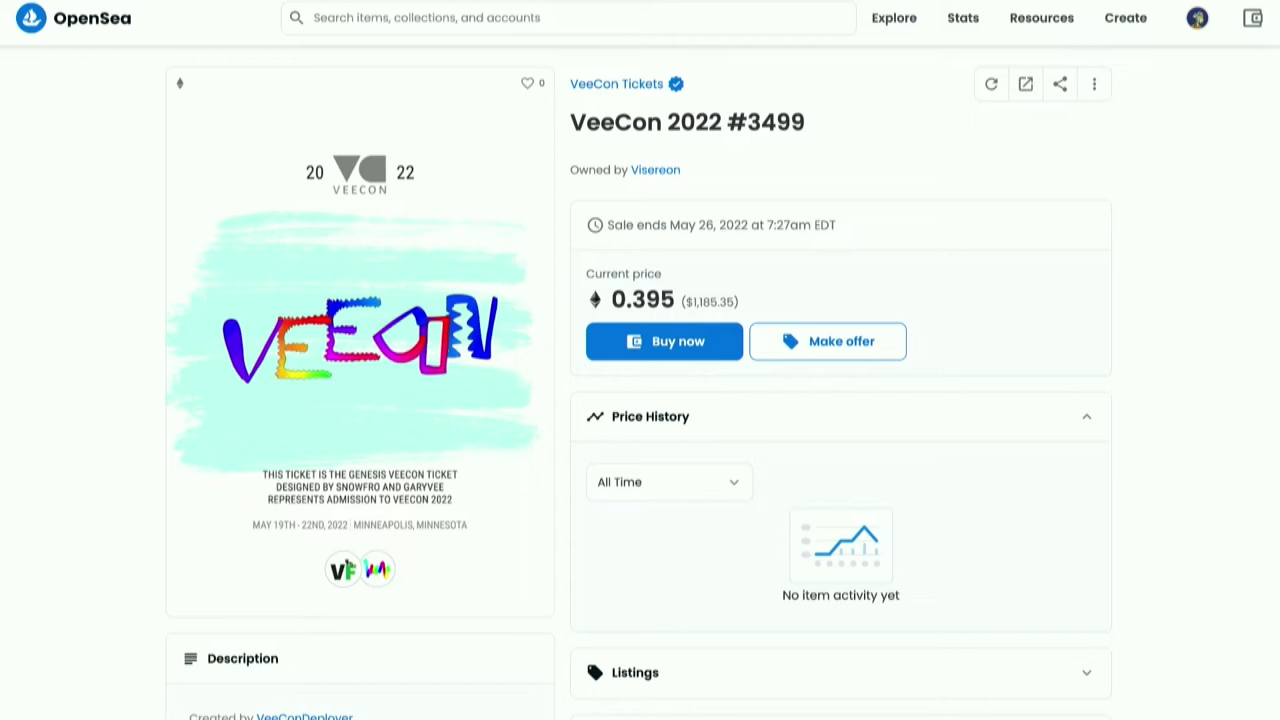 OpenSea
Search items, collections, and accounts
Explore
Stats
Resources
Create
0
VeeCon Tickets
VeeCon 2022 #3499
Owned by Visereon
20 VEECON 22
VEECON
THIS TICKET IS THE GENESIS VEECON TICKET
DESIGNED BY SNOWFRO AND GARYVEE
REPRESENTS ADMISSION TO VEECON 2022
MAY 19TH - 22ND, 2022 | MINNEAPOLIS, MINNESOTA
VF
Sale ends May 26, 2022 at 7:27am EDT
Current price
0.395 ($1,185.35)
Buy now
Make offer
Price History
All Time
No item activity yet
Description
Created by VeeConDeployer
Listings